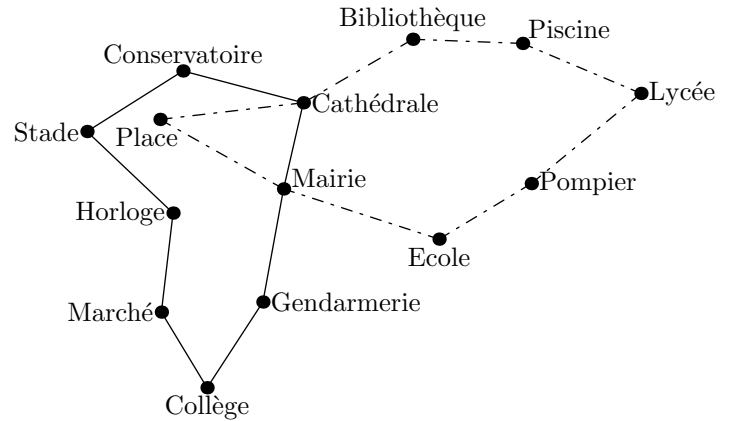 Bibliothèque
Piscine
Conservatoire
Lycée
Cathédrale
Stade
Place
Mairie
Pompier
Horloge
Ecole
Gendarmerie
Marché
Collège